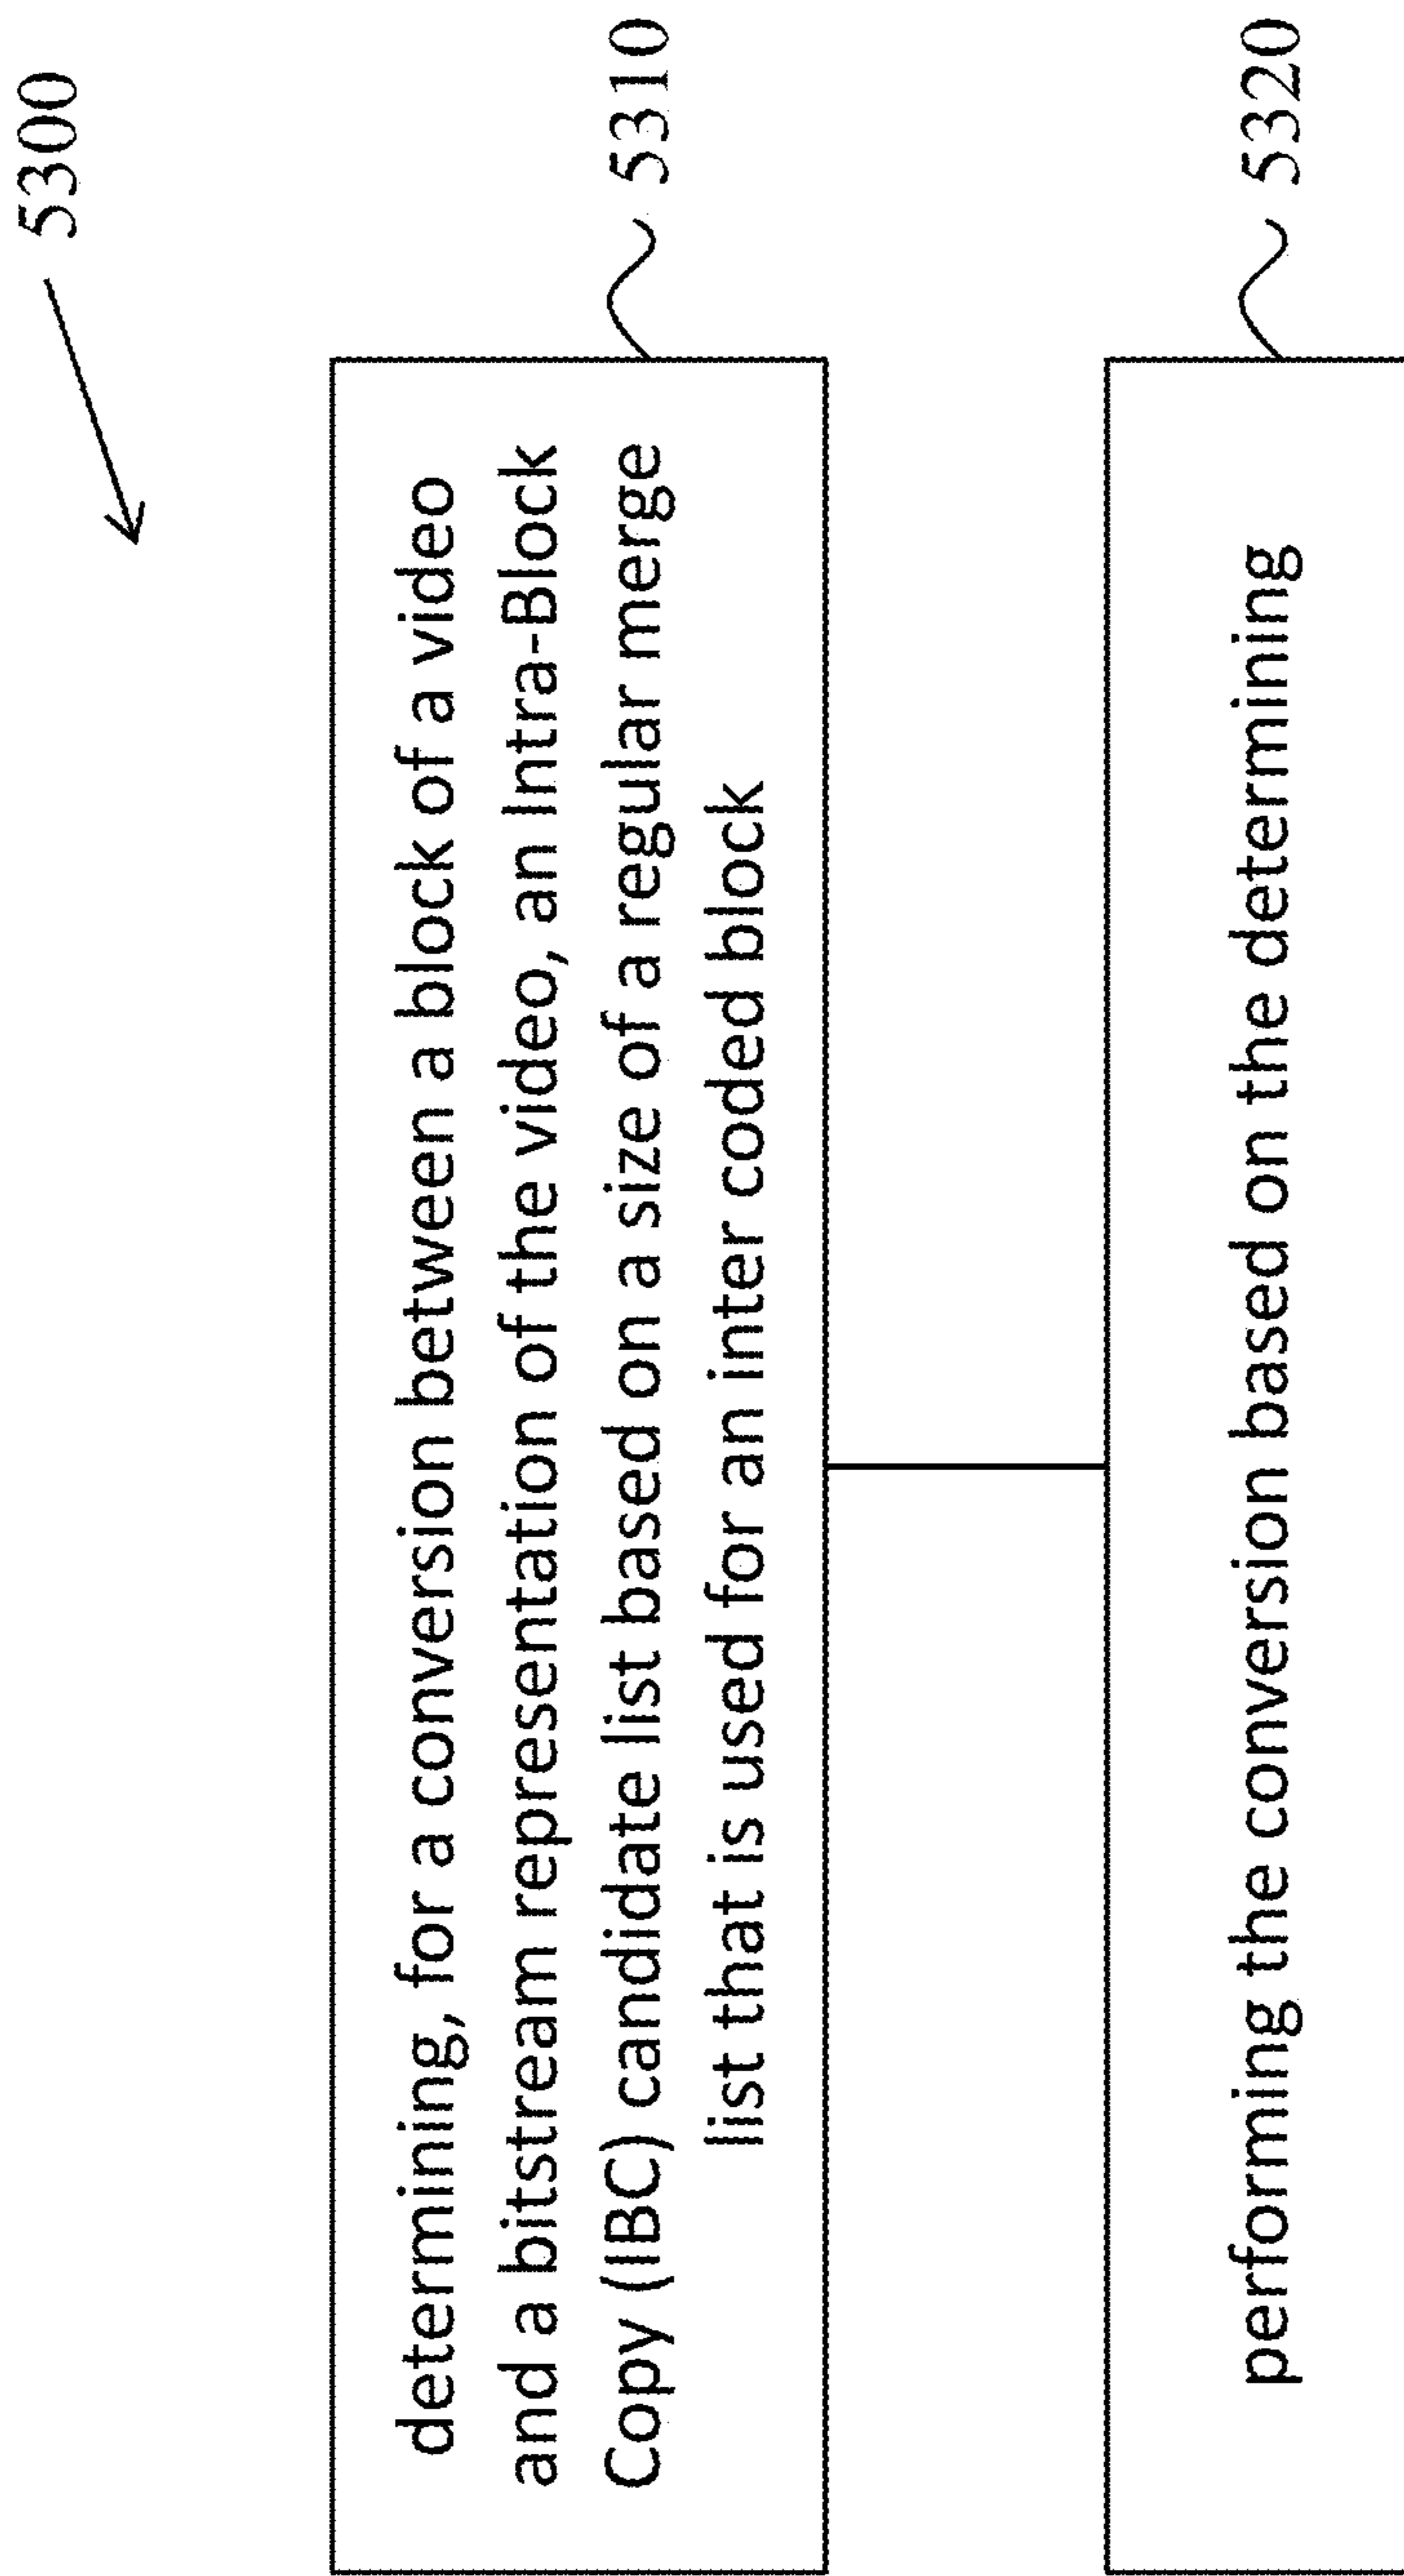 5300
determining, for a conversion between a block of a video
and a bitstream representation of the video, an Intra-Block
Copy (IBC) candidate list based on a size of a regular merge
list that is used for an inter coded block
5310
performing the conversion based on the determining
5320